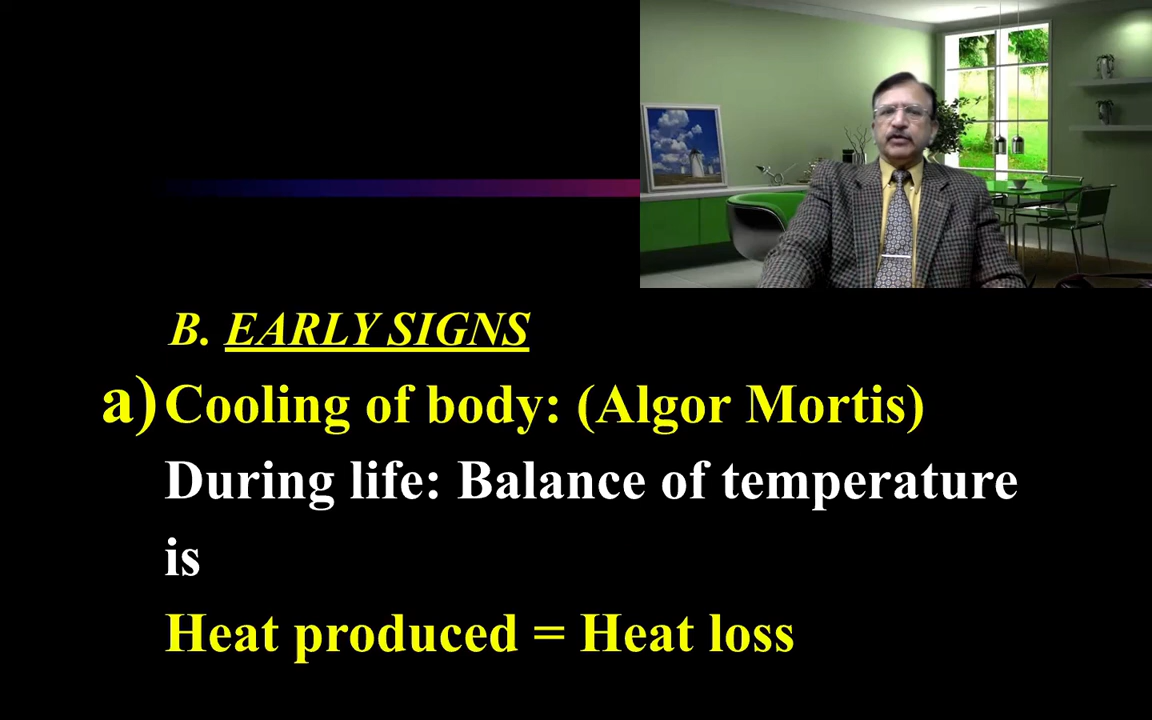 B. EARLY SIGNS
a) Cooling of body: (Algor Mortis)
During life: Balance of temperature
is
Heat produced = Heat loss